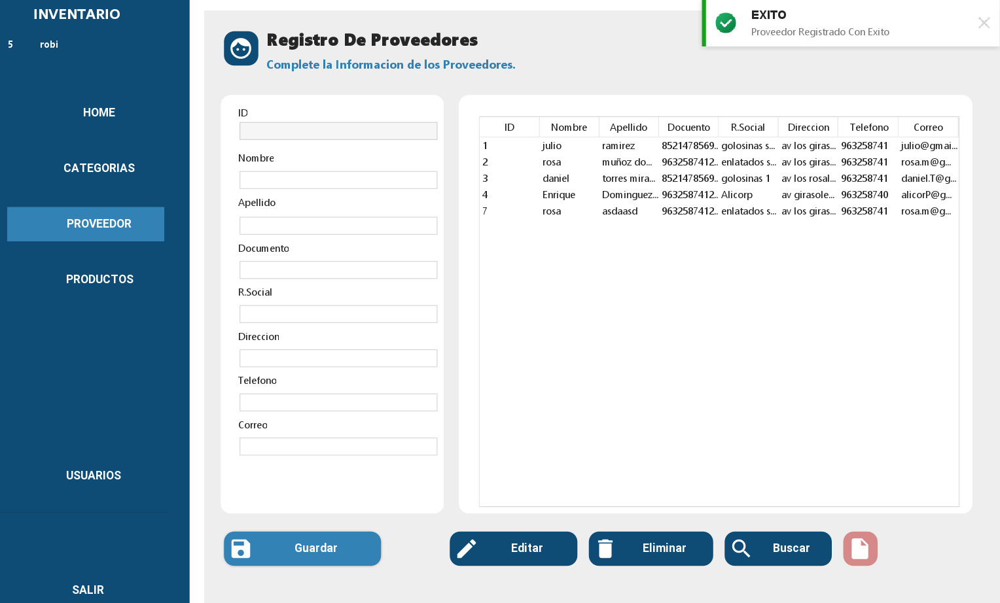 INVENTARIO
5 robi
HOME
CATEGORIAS
PROVEEDOR
PRODUCTOS
USUARIOS
SALIR
Registro De Proveedores
Complete la Informacion de los Proveedores.
EXITO
Proveedor Registrado Con Exito
ID
Nombre
Apellido
Documento
R.Social
Direccion
Telefono
Correo
ID Nombre Apellido Docuento R.Social Direccion Telefono Correo
1 julio ramirez 8521478569... golosinas s... av los giras... 963258741 julio@gmai...
2 rosa muñoz do... 9632587412... enlatados s... av los giras... 963258741 rosa.m@g...
3 daniel torres mira... 8521478569... golosinas 1 av los rosal... 963258741 daniel.T@g...
4 Enrique Dominguez... 9632587412... Alicorp av girasole... 963258740 alicorP@g...
7 rosa asdaasd 9632587412... enlatados s... av los giras... 963258741 rosa.m@g...
Guardar
Editar
Eliminar
Buscar